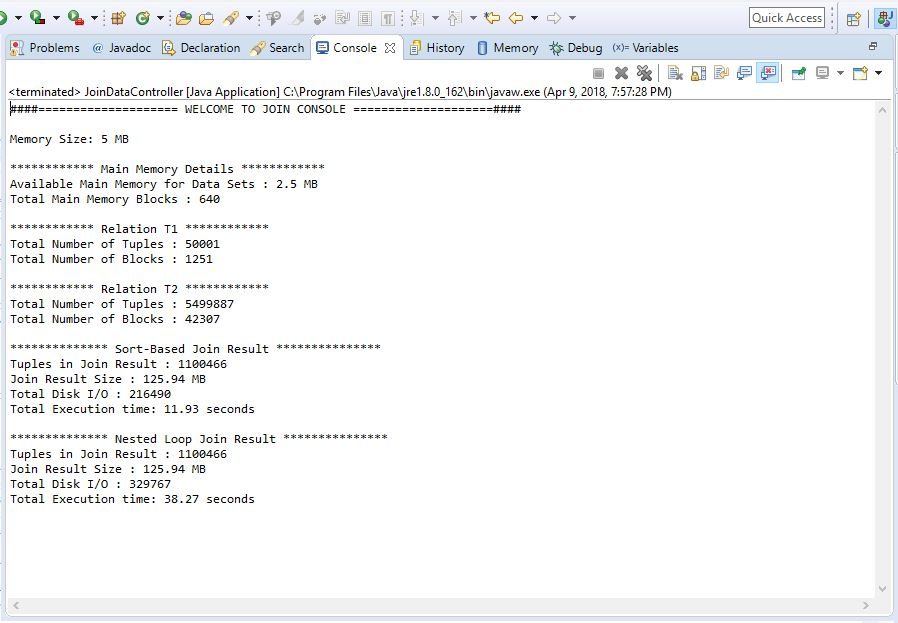 Quick Access
Problems @ Javadoc Declaration Search Console History Memory Debug (x)= Variables
<terminated> JoinDataController [Java Application] C:\Program Files\Java\jre1.8.0_162\bin\javaw.exe (Apr 9, 2018, 7:57:28 PM)
####==================== WELCOME TO JOIN CONSOLE ====================####
Memory Size: 5 MB
************ Main Memory Details ************
Available Main Memory for Data Sets : 2.5 MB
Total Main Memory Blocks : 640
************ Relation T1 ************
Total Number of Tuples : 50001
Total Number of Blocks : 1251
************ Relation T2 ************
Total Number of Tuples : 5499887
Total Number of Blocks : 42307
************** Sort-Based Join Result ***************
Tuples in Join Result : 1100466
Join Result Size : 125.94 MB
Total Disk I/O : 216490
Total Execution time: 11.93 seconds
************** Nested Loop Join Result ***************
Tuples in Join Result : 1100466
Join Result Size : 125.94 MB
Total Disk I/O : 329767
Total Execution time: 38.27 seconds